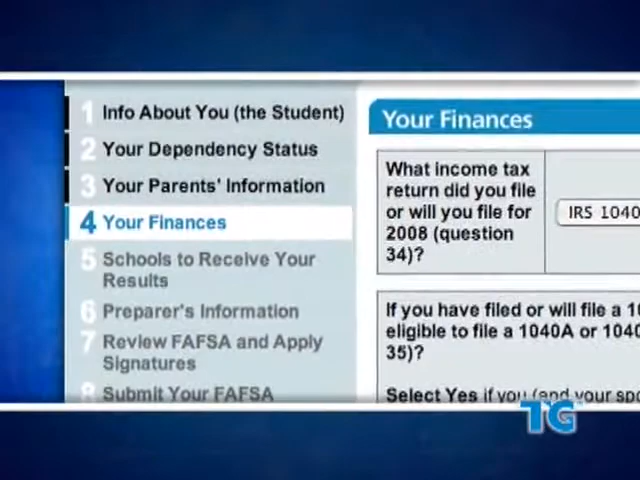 1 Info About You (the Student)
2 Your Dependency Status
3 Your Parents' Information
4 Your Finances
5 Schools to Receive Your
Results
6 Preparer's Information
7 Review FAFSA and Apply
Signatures
8 Submit Your FAFSA
Your Finances
What income tax
return did you file
or will you file for
2008 (question
34)?
IRS 1040
If you have filed or will file a
eligible to file a 1040A or
35)?
Select Yes if you (and your
TG